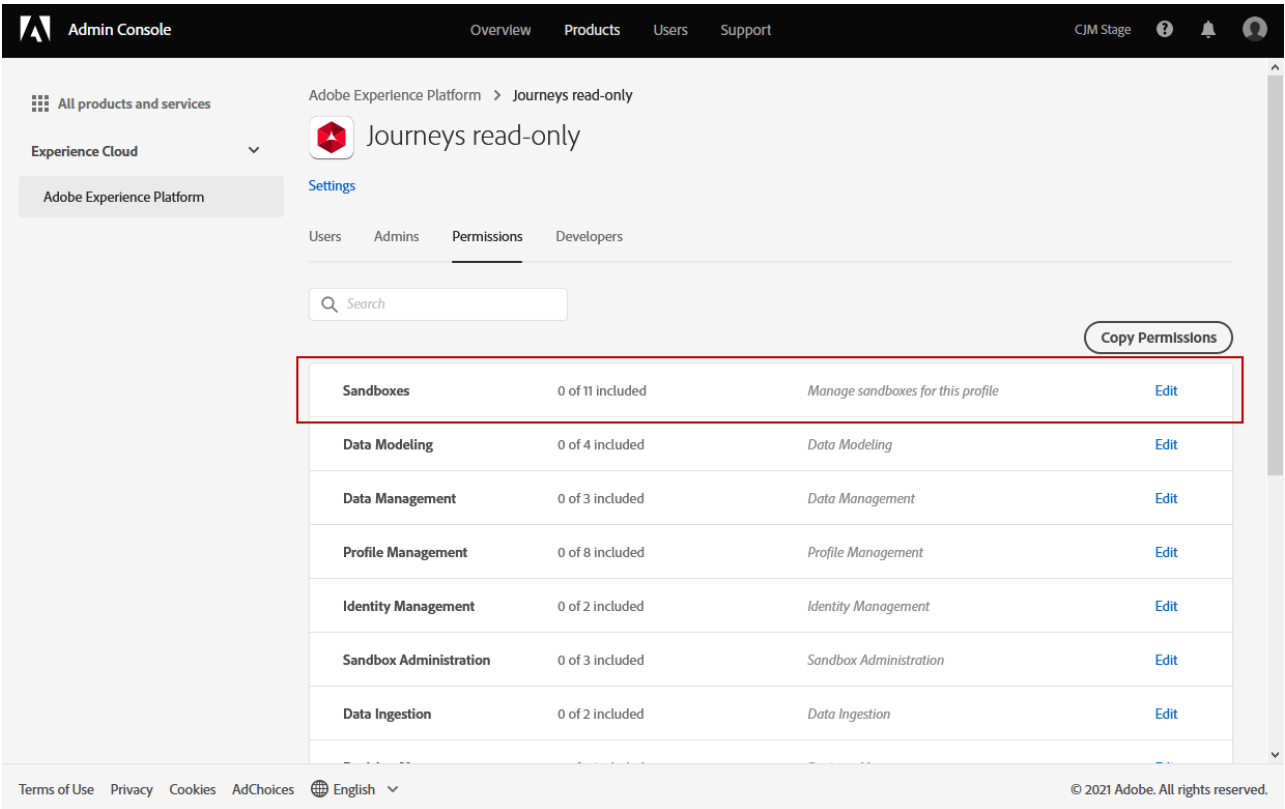 Admin Console Overview Products Users Support CJM Stage
All products and services
Experience Cloud
Adobe Experience Platform
Adobe Experience Platform > Journeys read-only
Journeys read-only
Settings
Users Admins Permissions Developers
Search
Copy Permissions
Sandboxes 0 of 11 included Manage sandboxes for this profile Edit
Data Modeling 0 of 4 included Data Modeling Edit
Data Management 0 of 3 included Data Management Edit
Profile Management 0 of 8 included Profile Management Edit
Identity Management 0 of 2 included Identity Management Edit
Sandbox Administration 0 of 3 included Sandbox Administration Edit
Data Ingestion 0 of 2 included Data Ingestion Edit
Terms of Use Privacy Cookies AdChoices English © 2021 Adobe. All rights reserved.